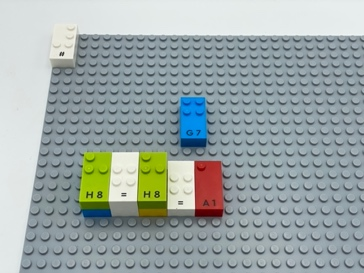 =
G 7
H 8 = H 8 = A 1